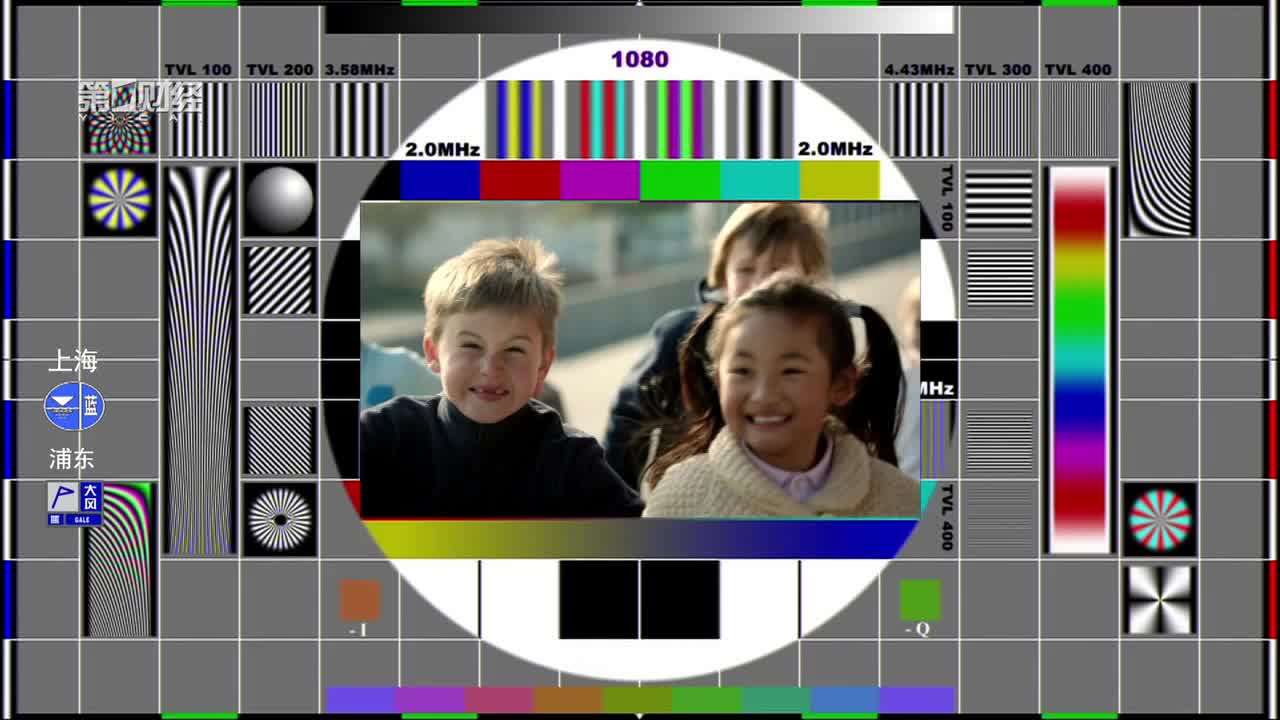 1080
TVL 100
TVL 200
3.58MHz
4.43MHz
TVL 300
TVL 400
第一财经
YICAI
2.0MHz
2.0MHz
TVL 100
上海
MHz
蓝
浦东
大风
蓝 GALE
TVL 400
- I
- Q